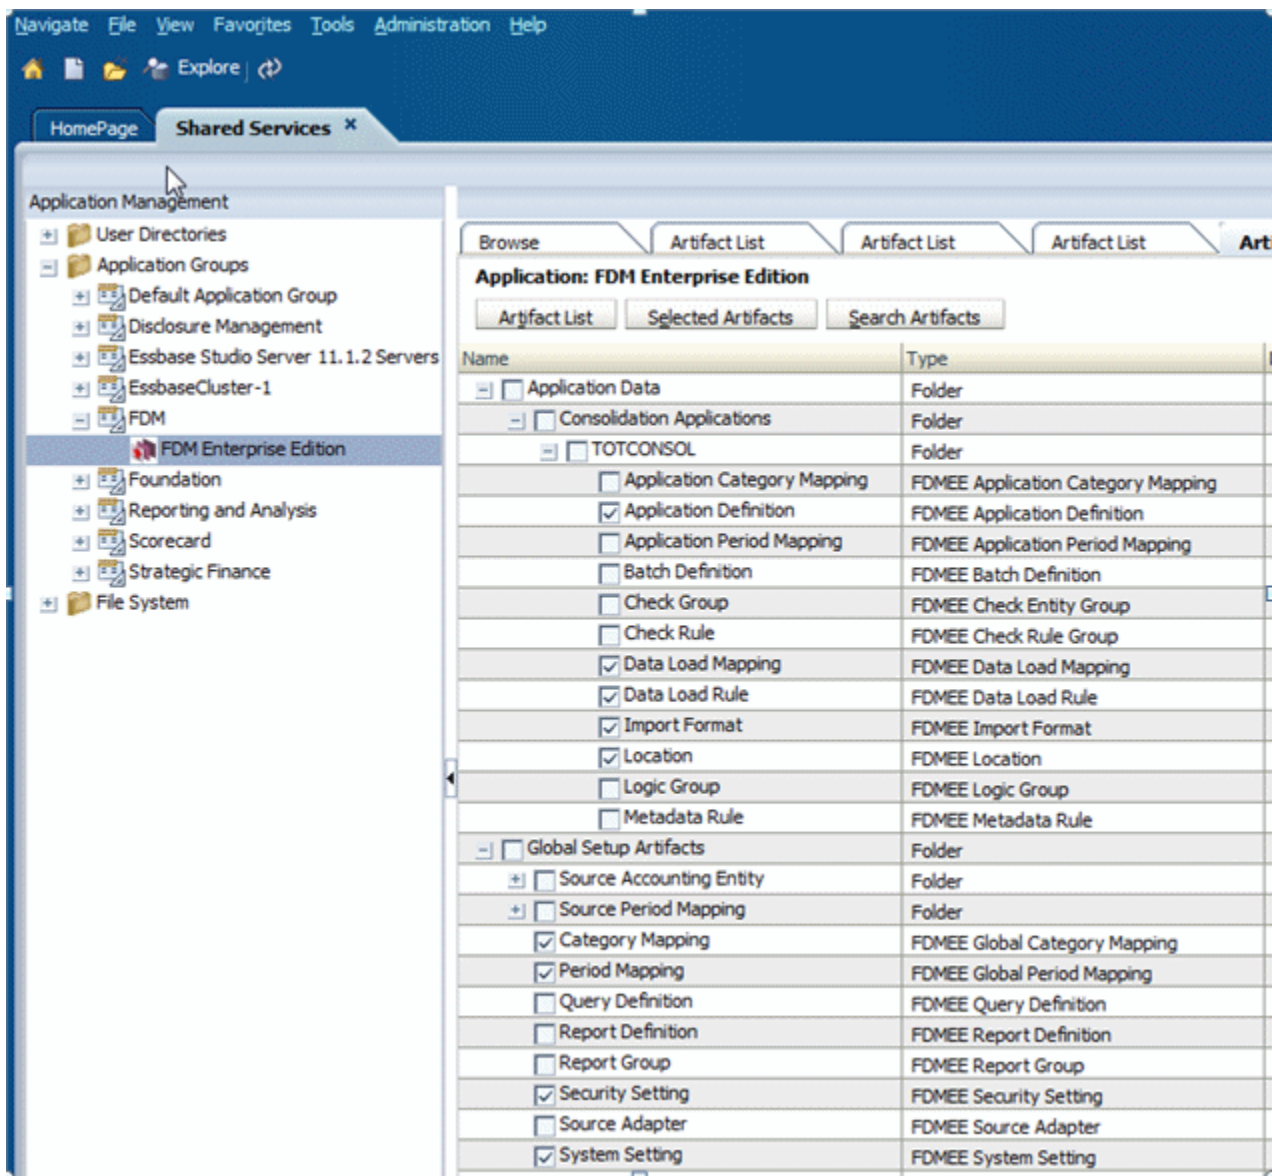 Navigate File View Favorites Tools Administration Help
Explore
HomePage Shared Services x
Application Management
User Directories
Application Groups
Default Application Group
Disclosure Management
Essbase Studio Server 11.1.2 Servers
EssbaseCluster-1
FDM
FDM Enterprise Edition
Foundation
Reporting and Analysis
Scorecard
Strategic Finance
File System
Browse Artifact List Artifact List Artifact List Arti
Application: FDM Enterprise Edition
Artifact List Selected Artifacts Search Artifacts
Name Type
Application Data Folder
Consolidation Applications Folder
TOTCONSOL Folder
Application Category Mapping FDMEE Application Category Mapping
Application Definition FDMEE Application Definition
Application Period Mapping FDMEE Application Period Mapping
Batch Definition FDMEE Batch Definition
Check Group FDMEE Check Entity Group
Check Rule FDMEE Check Rule Group
Data Load Mapping FDMEE Data Load Mapping
Data Load Rule FDMEE Data Load Rule
Import Format FDMEE Import Format
Location FDMEE Location
Logic Group FDMEE Logic Group
Metadata Rule FDMEE Metadata Rule
Global Setup Artifacts Folder
Source Accounting Entity Folder
Source Period Mapping Folder
Category Mapping FDMEE Global Category Mapping
Period Mapping FDMEE Global Period Mapping
Query Definition FDMEE Query Definition
Report Definition FDMEE Report Definition
Report Group FDMEE Report Group
Security Setting FDMEE Security Setting
Source Adapter FDMEE Source Adapter
System Setting FDMEE System Setting